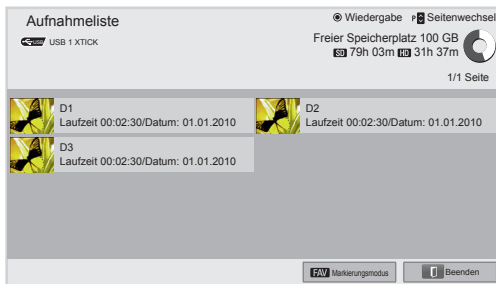 Aufnahmeliste
Wiedergabe P Seitenwechsel
USB USB 1 XTICK
Freier Speicherplatz 100 GB
SD 79h 03m HD 31h 37m
1/1 Seite
D1
Laufzeit 00:02:30/Datum: 01.01.2010
D2
Laufzeit 00:02:30/Datum: 01.01.2010
D3
Laufzeit 00:02:30/Datum: 01.01.2010
FAV Markierungsmodus
Beenden